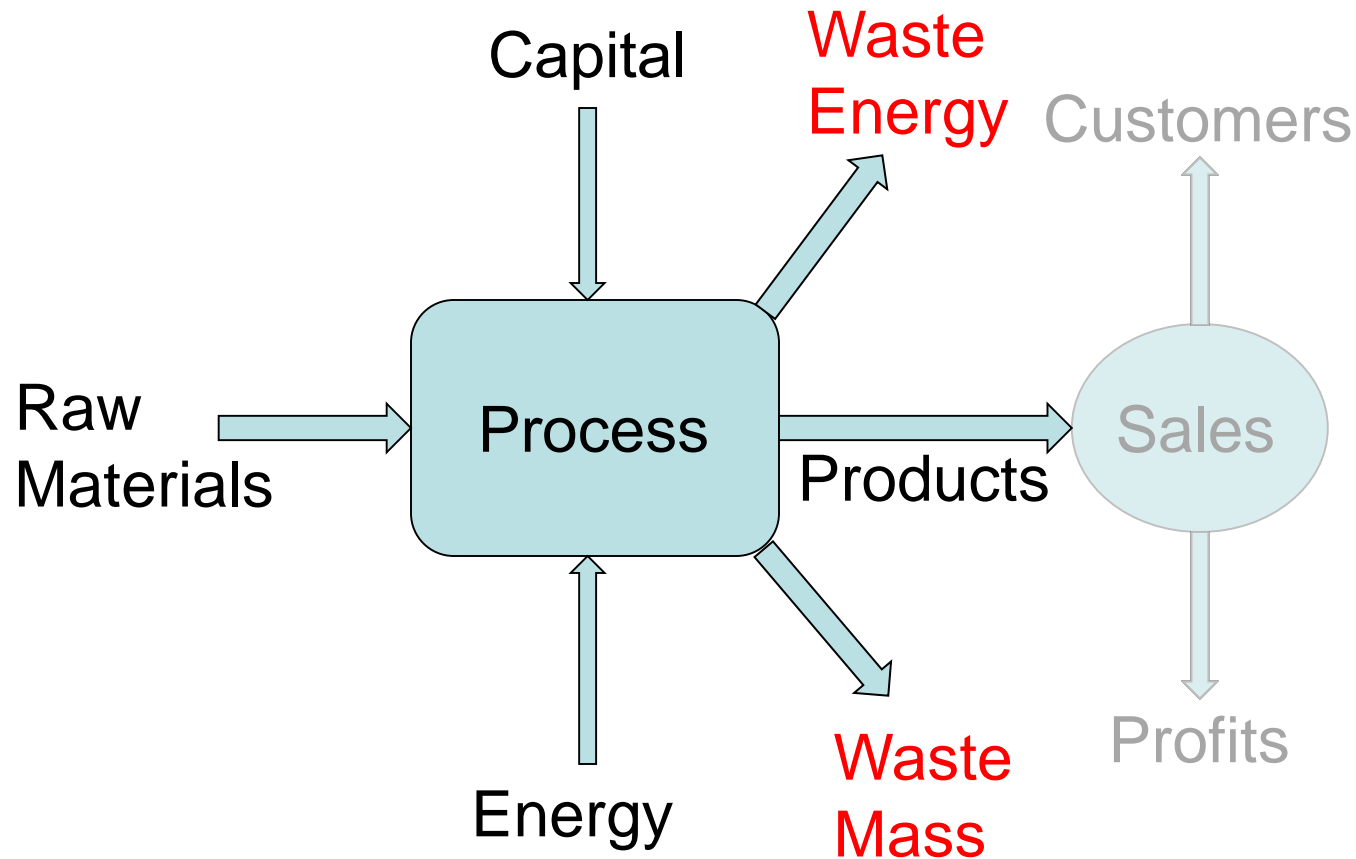 Capital
Waste
Energy
Customers
Raw
Materials
Process
Products
Sales
Energy
Waste
Mass
Profits